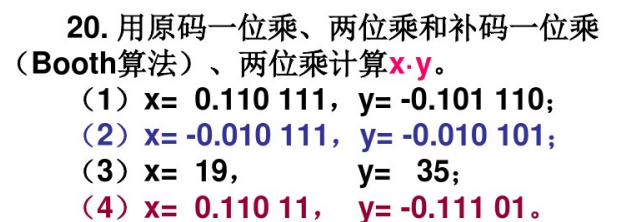 20. 用原码一位乘、两位乘和补码一位乘
（Booth算法）、两位乘计算x·y。
（1）x= 0.110 111，y= -0.101 110；
（2）x= -0.010 111，y= -0.010 101；
（3）x= 19， y= 35；
（4）x= 0.110 11， y= -0.111 01。